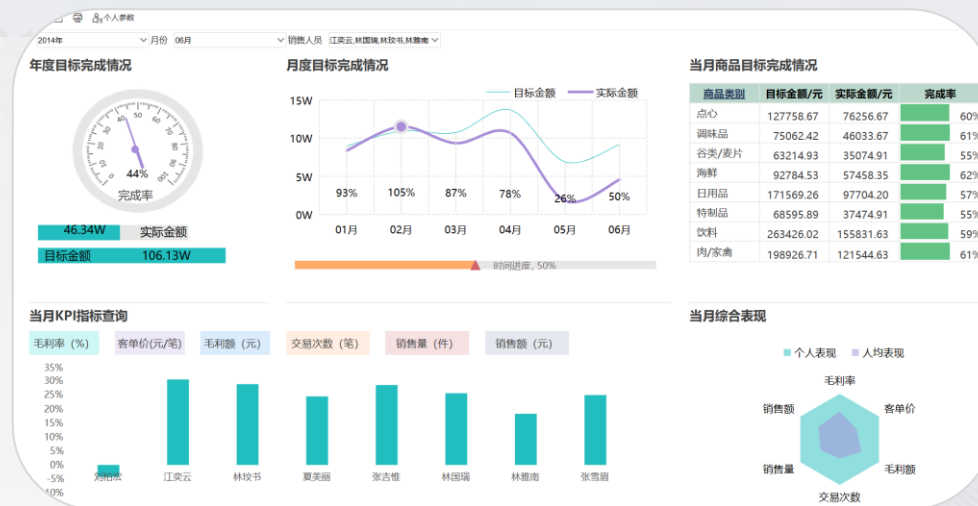 个人参数
2014年 月份 06月 销售人员 江奕云,林国瑞,林玟书,林雅南
年度目标完成情况
0 10 20 30 40 50 60 70 80 90 100
44%
完成率
46.34W 实际金额
目标金额 106.13W
月度目标完成情况
目标金额 实际金额
15W
10W
5W
0W
93% 105% 87% 78% 26% 50%
01月 02月 03月 04月 05月 06月
时间进度, 50%
当月商品目标完成情况
商品类别 目标金额/元 实际金额/元 完成率
点心 127758.67 76256.67 60%
调味品 75062.42 46033.67 61%
谷类/麦片 63214.93 35074.91 55%
海鲜 92784.53 57458.35 62%
日用品 171569.26 97704.20 57%
特制品 68595.89 37474.91 55%
饮料 263426.02 155831.63 59%
肉/家禽 198926.71 121544.63 61%
当月KPI指标查询
毛利率（%） 客单价(元/笔) 毛利额（元） 交易次数（笔） 销售量（件） 销售额（元）
35%
30%
25%
20%
15%
10%
5%
0%
-5%
-10%
刘柏宏 江奕云 林玟书 夏美丽 张吉惟 林国瑞 林雅南 张雪眉
当月综合表现
个人表现 人均表现
毛利率
销售额 客单价
销售量 毛利额
交易次数